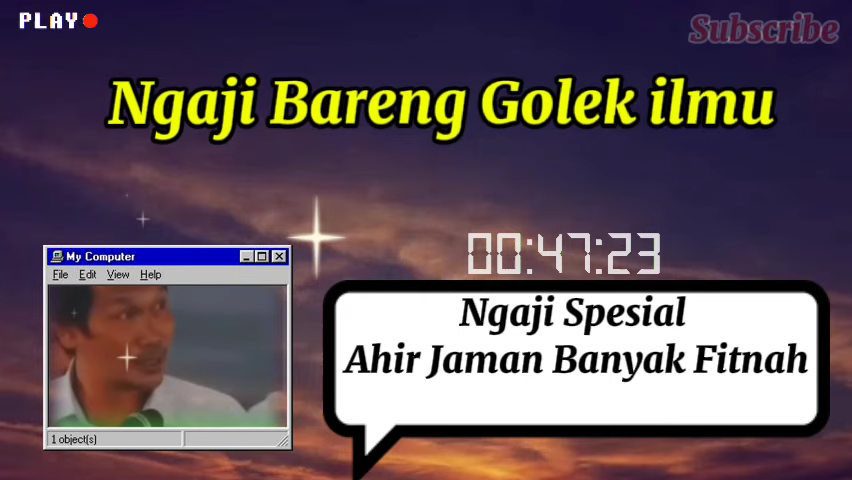 PLAY
Subscribe
Ngaji Bareng Golek ilmu
My Computer
File Edit View Help
00:47:23
Ngaji Spesial
Ahir Jaman Banyak Fitnah
1 object(s)